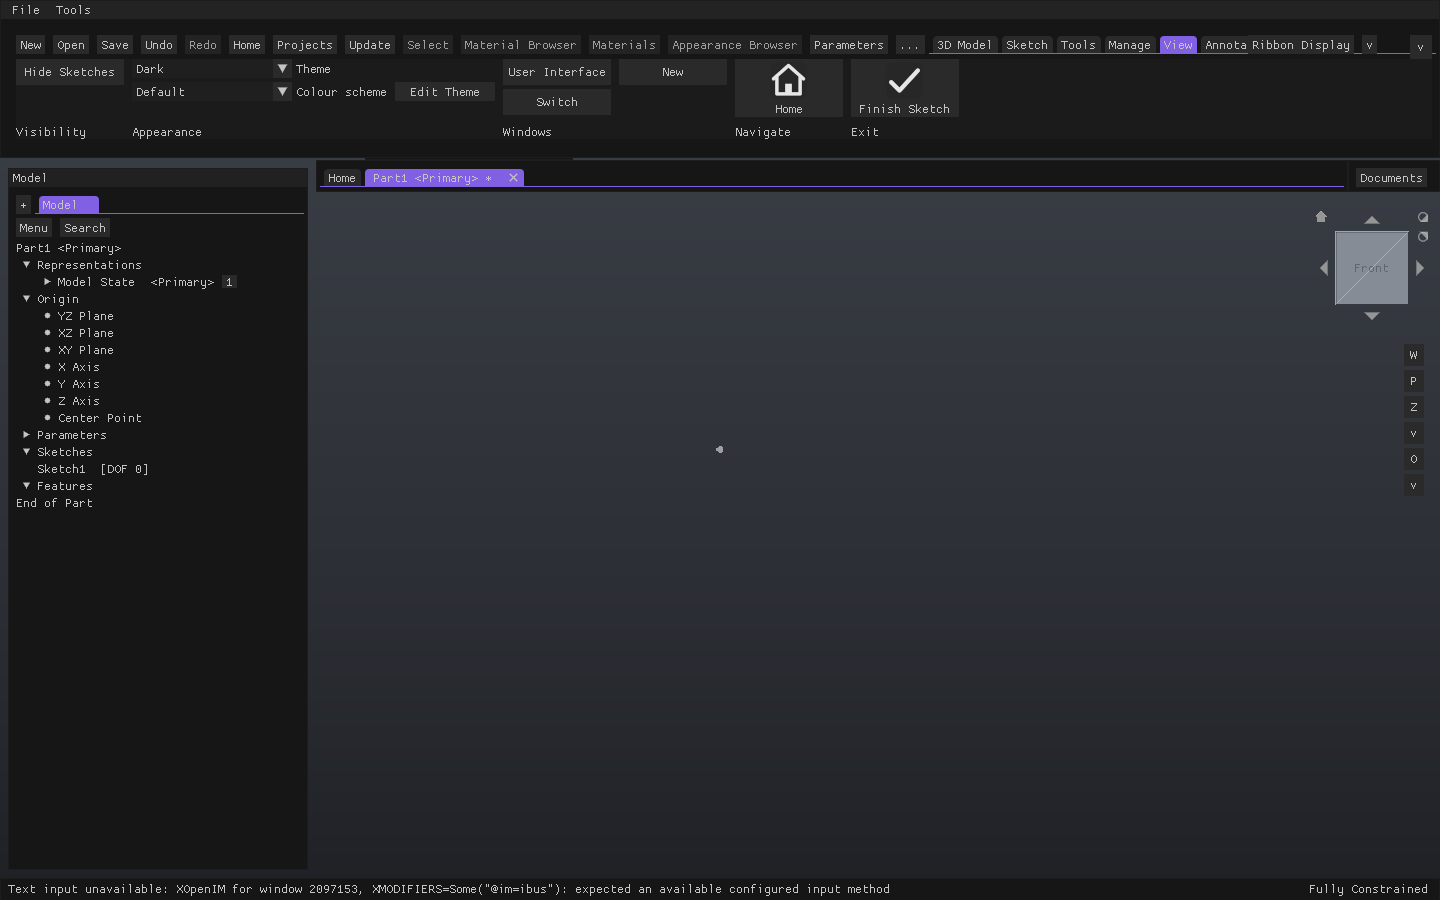 File Tools
New Open Save Undo Redo Home Projects Update Select Material Browser Materials Appearance Browser Parameters ... 3D Model Sketch Tools Manage View Annota Ribbon Display v v
Hide Sketches Dark Theme User Interface New
Default Colour scheme Edit Theme Switch Home Finish Sketch
Visibility Appearance Windows Navigate Exit
Model Home Part1 <Primary> * Documents
+ Model
Menu Search
Part1 <Primary>
Representations
Model State <Primary> 1
Origin
YZ Plane
XZ Plane
XY Plane
X Axis
Y Axis
Z Axis
Center Point
Parameters
Sketches
Sketch1 [DOF 0]
Features
End of Part
Front
W
P
Z
v
O
v
Text input unavailable: XOpenIM for window 2097153, XMODIFIERS=Some("@im=ibus"): expected an available configured input method Fully Constrained